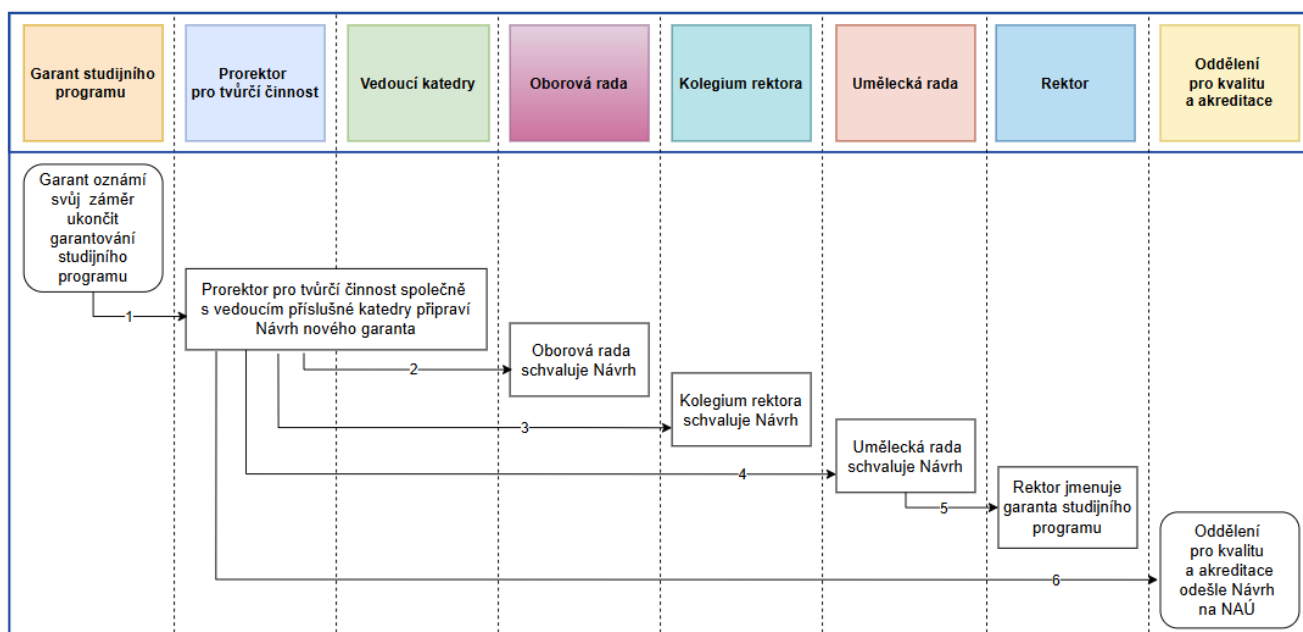 Garant studijního
programu
Prorektor
pro tvůrčí činnost
Vedoucí katedry
Oborová rada
Kolegium rektora
Umělecká rada
Rektor
Oddělení
pro kvalitu
a akreditace
Garant oznámí
svůj záměr
ukončit
garantování
studijního
programu
1
Prorektor pro tvůrčí činnost společně
s vedoucím příslušné katedry připraví
Návrh nového garanta
2
Oborová rada
schvaluje Návrh
3
Kolegium rektora
schvaluje Návrh
4
Umělecká rada
schvaluje Návrh
5
Rektor jmenuje
garanta studijního
programu
6
Oddělení
pro kvalitu
a akreditace
odešle Návrh
na NAÚ